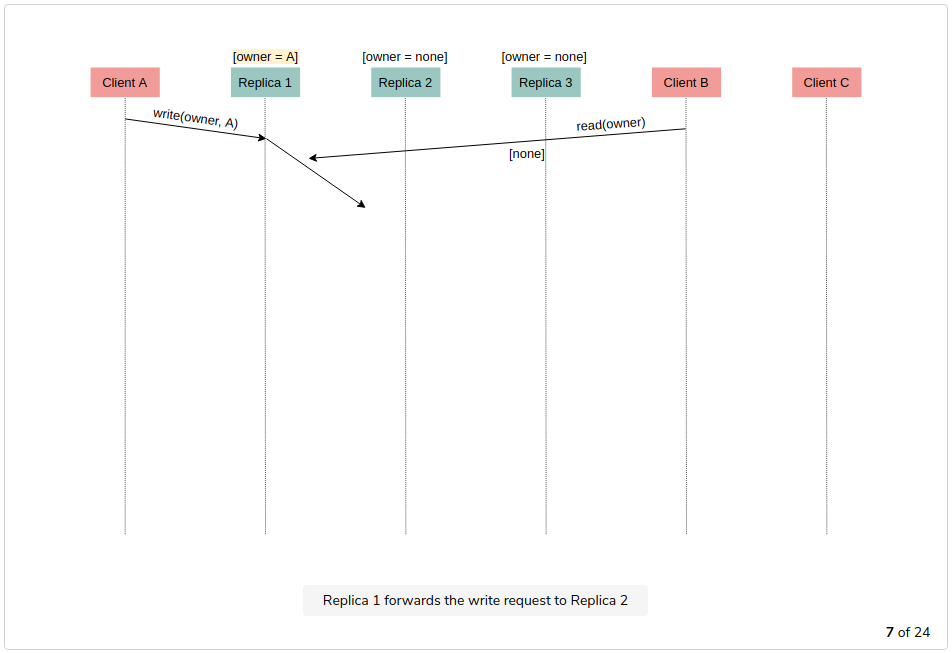 [owner = A]
[owner = none]
[owner = none]
Client A
Replica 1
Replica 2
Replica 3
Client B
Client C
write(owner, A)
read(owner)
[none]
Replica 1 forwards the write request to Replica 2
7 of 24